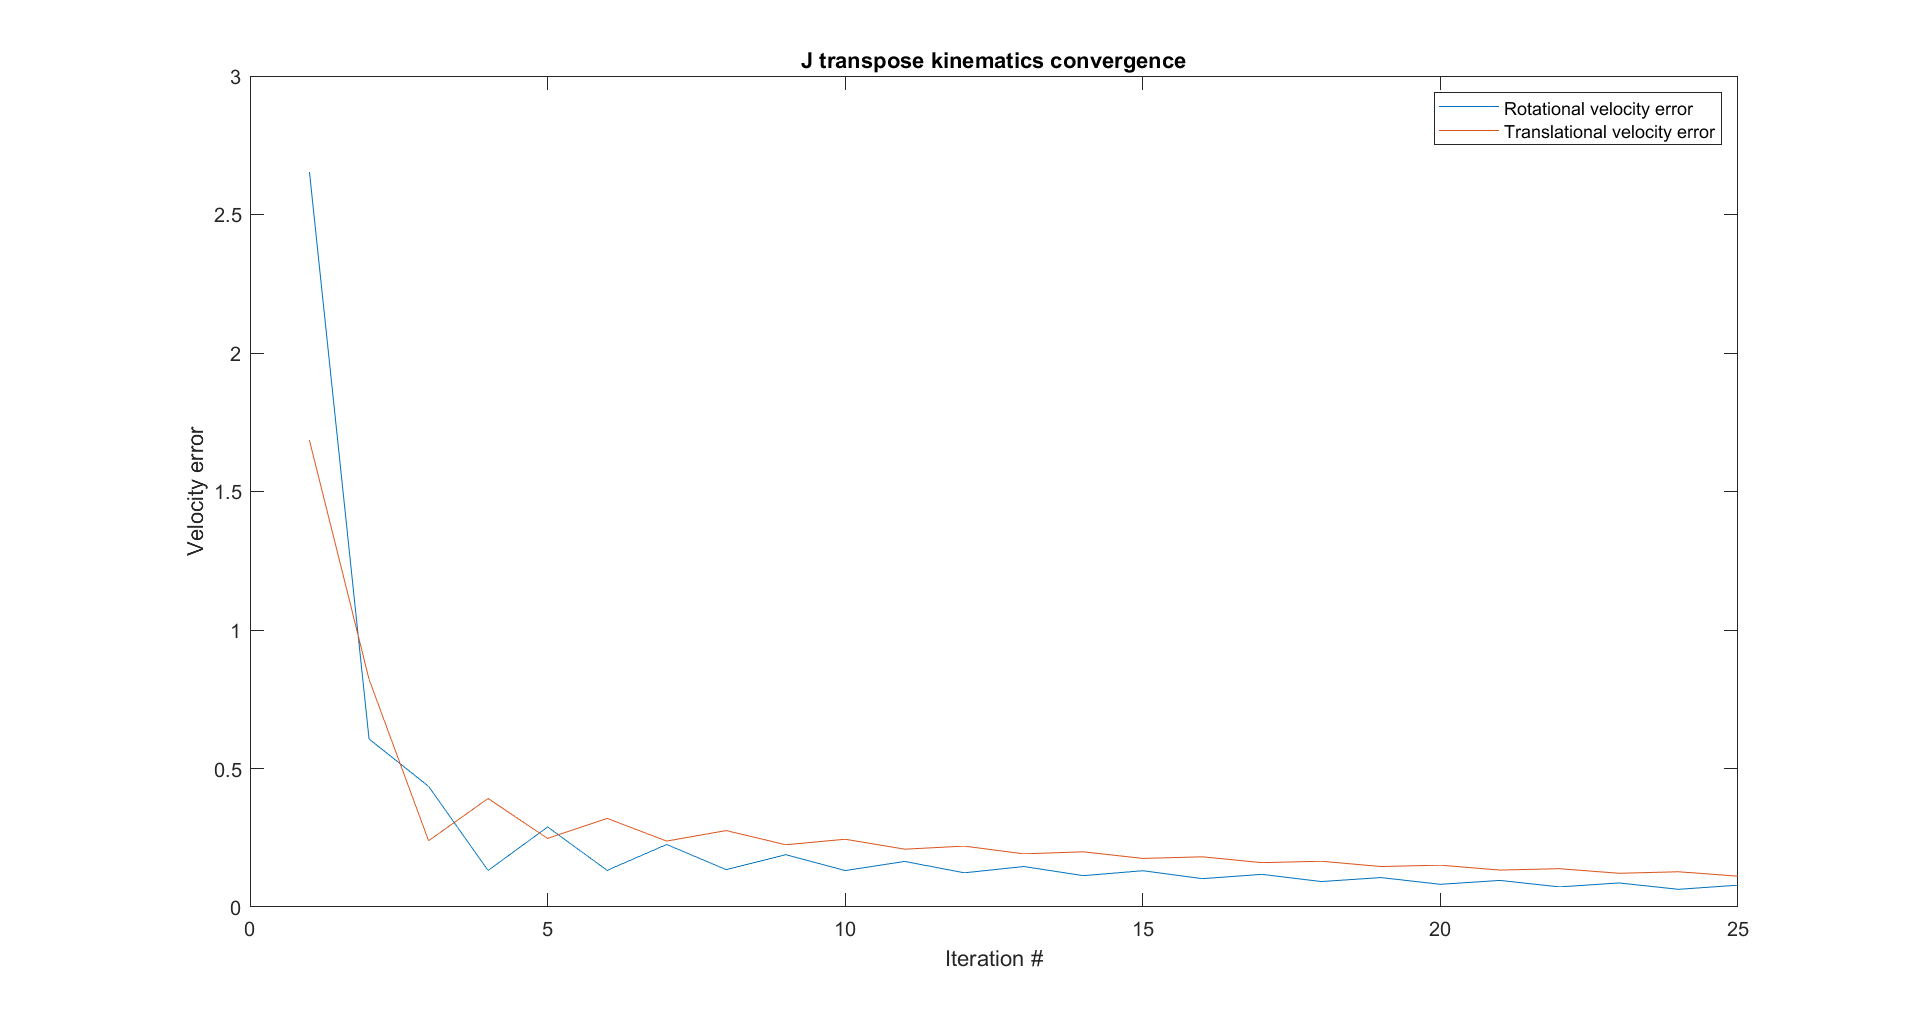 J transpose kinematics convergence
3
2.5
2
1.5
1
0.5
0
Velocity error
Rotational velocity error
Translational velocity error
0 5 10 15 20 25
Iteration #